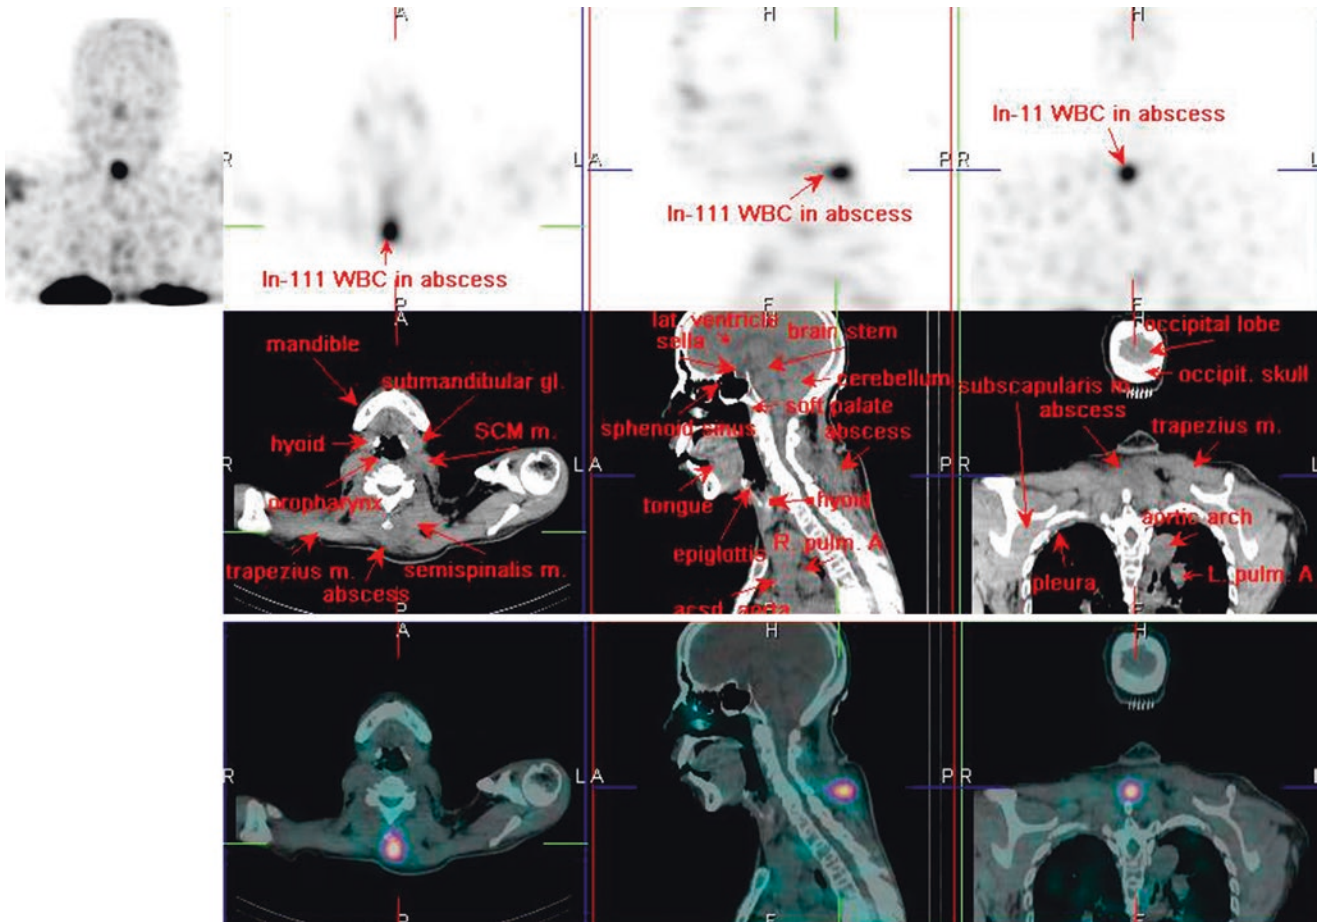 A
H
H
In-11 WBC in abscess
R
L
A
P
R
L
In-111 WBC in abscess
In-111 WBC in abscess
P
F
F
A
H
lat. ventricle
sella
brain stem
occipital lobe
mandible
submandibular gl.
cerebellum
subscapularis m.
occipit. skull
hyoid
SCM m.
sphenoid sinus
soft palate
abscess
abscess
trapezius m.
R
L
A
P
R
L
oropharynx
tongue
hyoid
aortic arch
epiglottis
R. pulm. A
trapezius m.
semispinalis m.
abscess
pleura
L. pulm. A
acsd. aorta
P
F
A
H
H
R
L
A
P
R
P
F
F